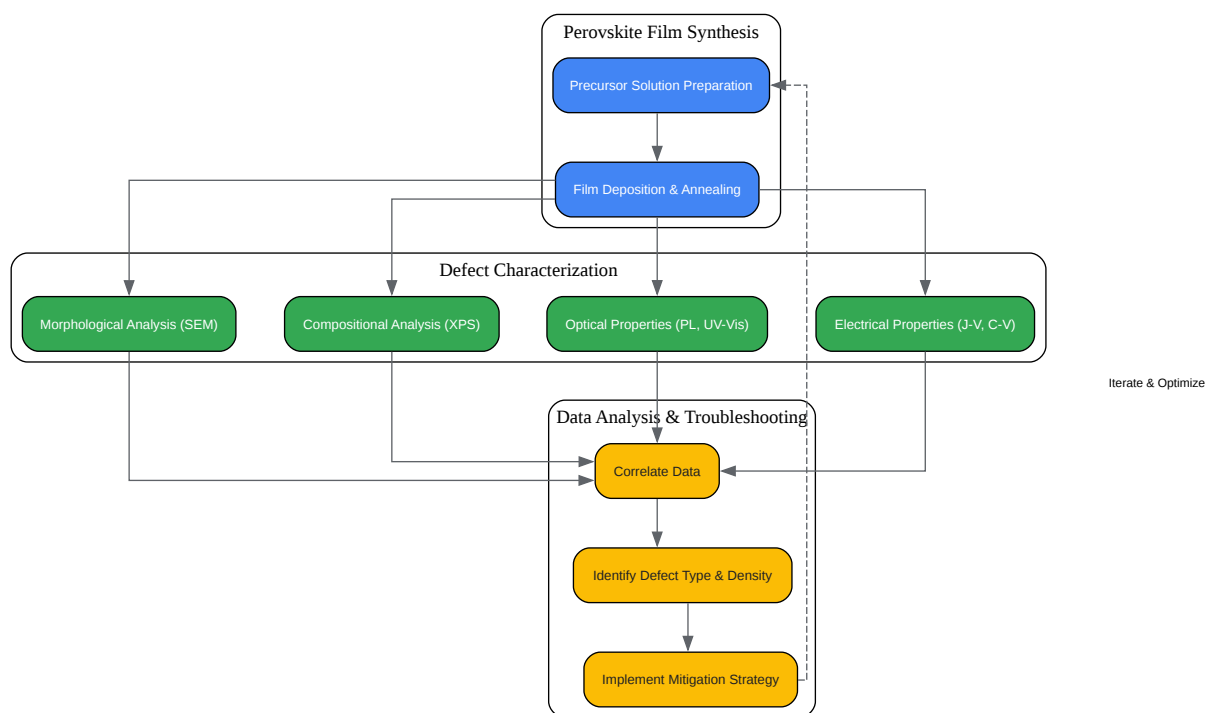 Perovskite Film Synthesis
Precursor Solution Preparation
Film Deposition & Annealing
Defect Characterization
Morphological Analysis (SEM)
Compositional Analysis (XPS)
Optical Properties (PL, UV-Vis)
Electrical Properties (J-V, C-V)
Iterate & Optimize
Data Analysis & Troubleshooting
Correlate Data
Identify Defect Type & Density
Implement Mitigation Strategy